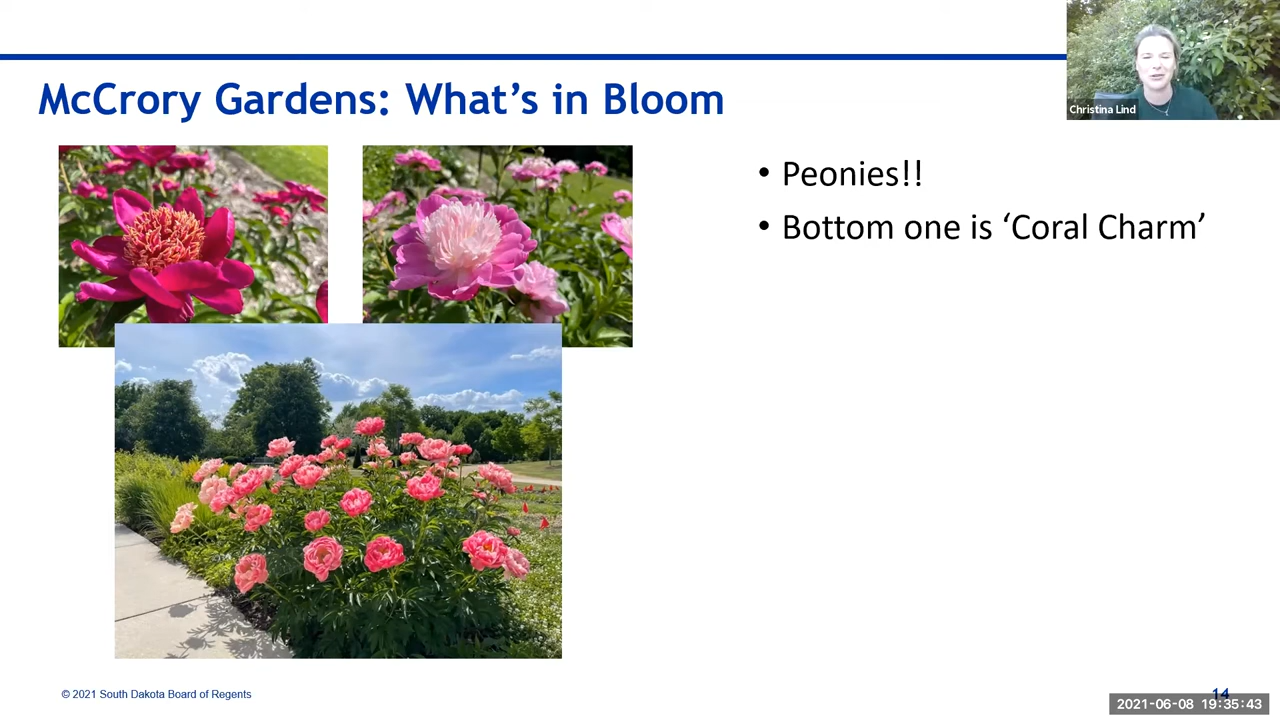 McCrory Gardens: What’s in Bloom
Christina Lind
• Peonies!!
• Bottom one is ‘Coral Charm’
© 2021 South Dakota Board of Regents
14
2021-06-08 19:35:43